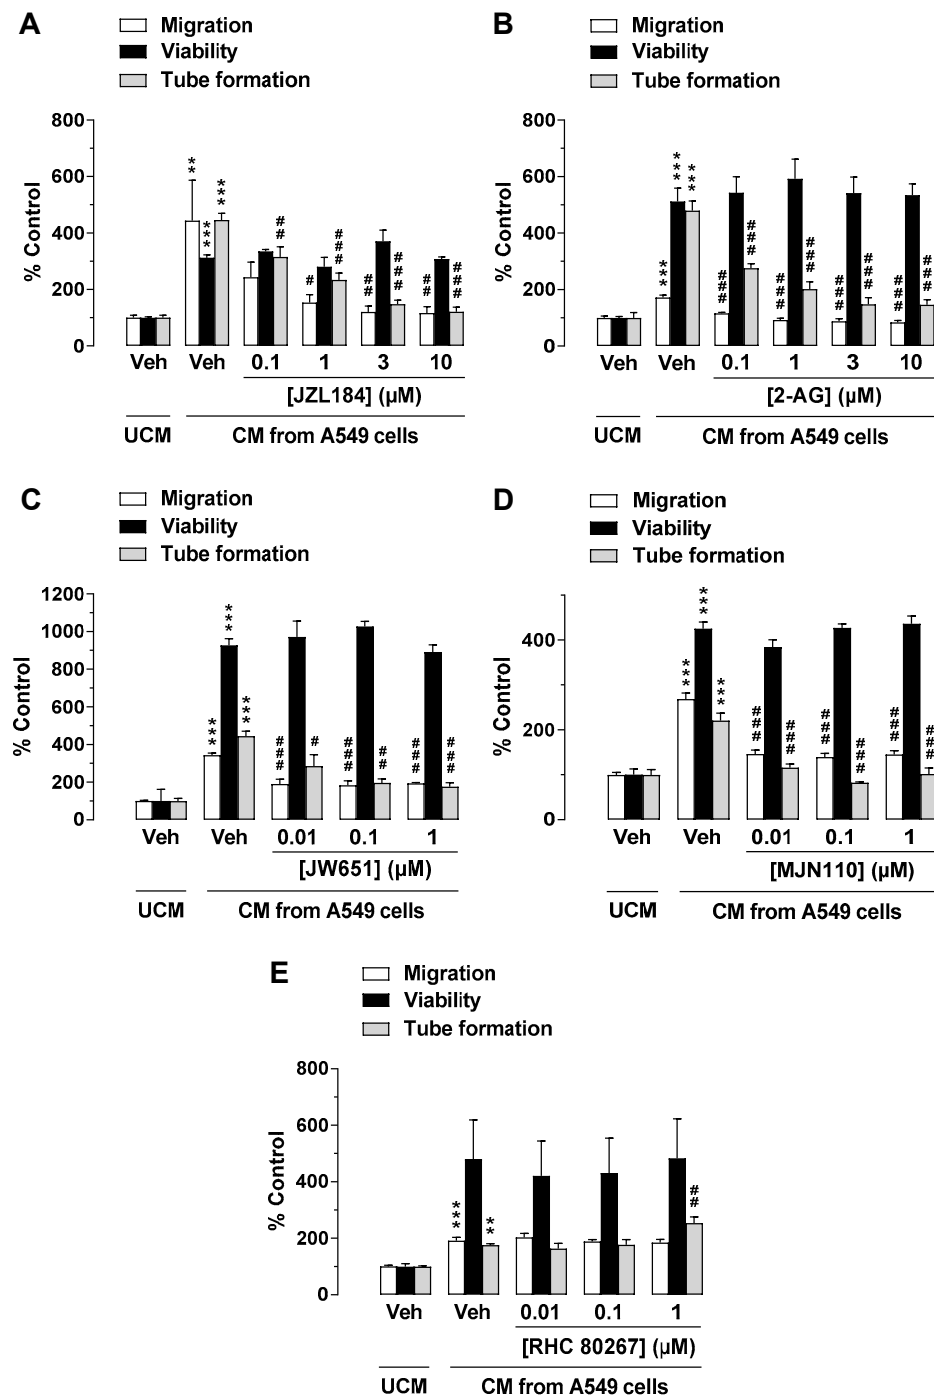 A
Migration
Viability
Tube formation
% Control
800
600
400
200
0
** *** ***
## # ### ## ### ## ###
Veh Veh 0.1 1 3 10
[JZL184] (µM)
UCM CM from A549 cells
B
Migration
Viability
Tube formation
% Control
800
600
400
200
0
*** *** ***
### ### ### ### ### ### ### ###
Veh Veh 0.1 1 3 10
[2-AG] (µM)
UCM CM from A549 cells
C
Migration
Viability
Tube formation
% Control
1200
1000
800
600
400
200
0
*** *** ***
### # ### ## ### ###
Veh Veh 0.01 0.1 1
[JW651] (µM)
UCM CM from A549 cells
D
Migration
Viability
Tube formation
% Control
400
200
0
*** *** ***
### ### ### ### ### ###
Veh Veh 0.01 0.1 1
[MJN110] (µM)
UCM CM from A549 cells
E
Migration
Viability
Tube formation
% Control
800
600
400
200
0
*** **
##
Veh Veh 0.01 0.1 1
[RHC 80267] (µM)
UCM CM from A549 cells